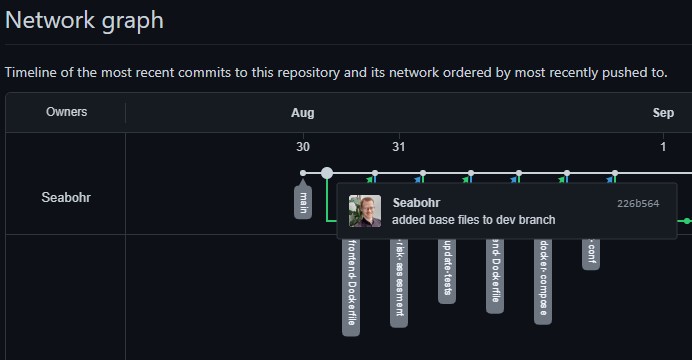 Network graph
Timeline of the most recent commits to this repository and its network ordered by most recently pushed to.
Owners
Aug
Sep
30
31
1
Seabohr
main
Seabohr
226b564
added base files to dev branch
frontend-Dockerfile
-risk-assessment
update-tests
end-Dockerfile
docker-compose
-conf